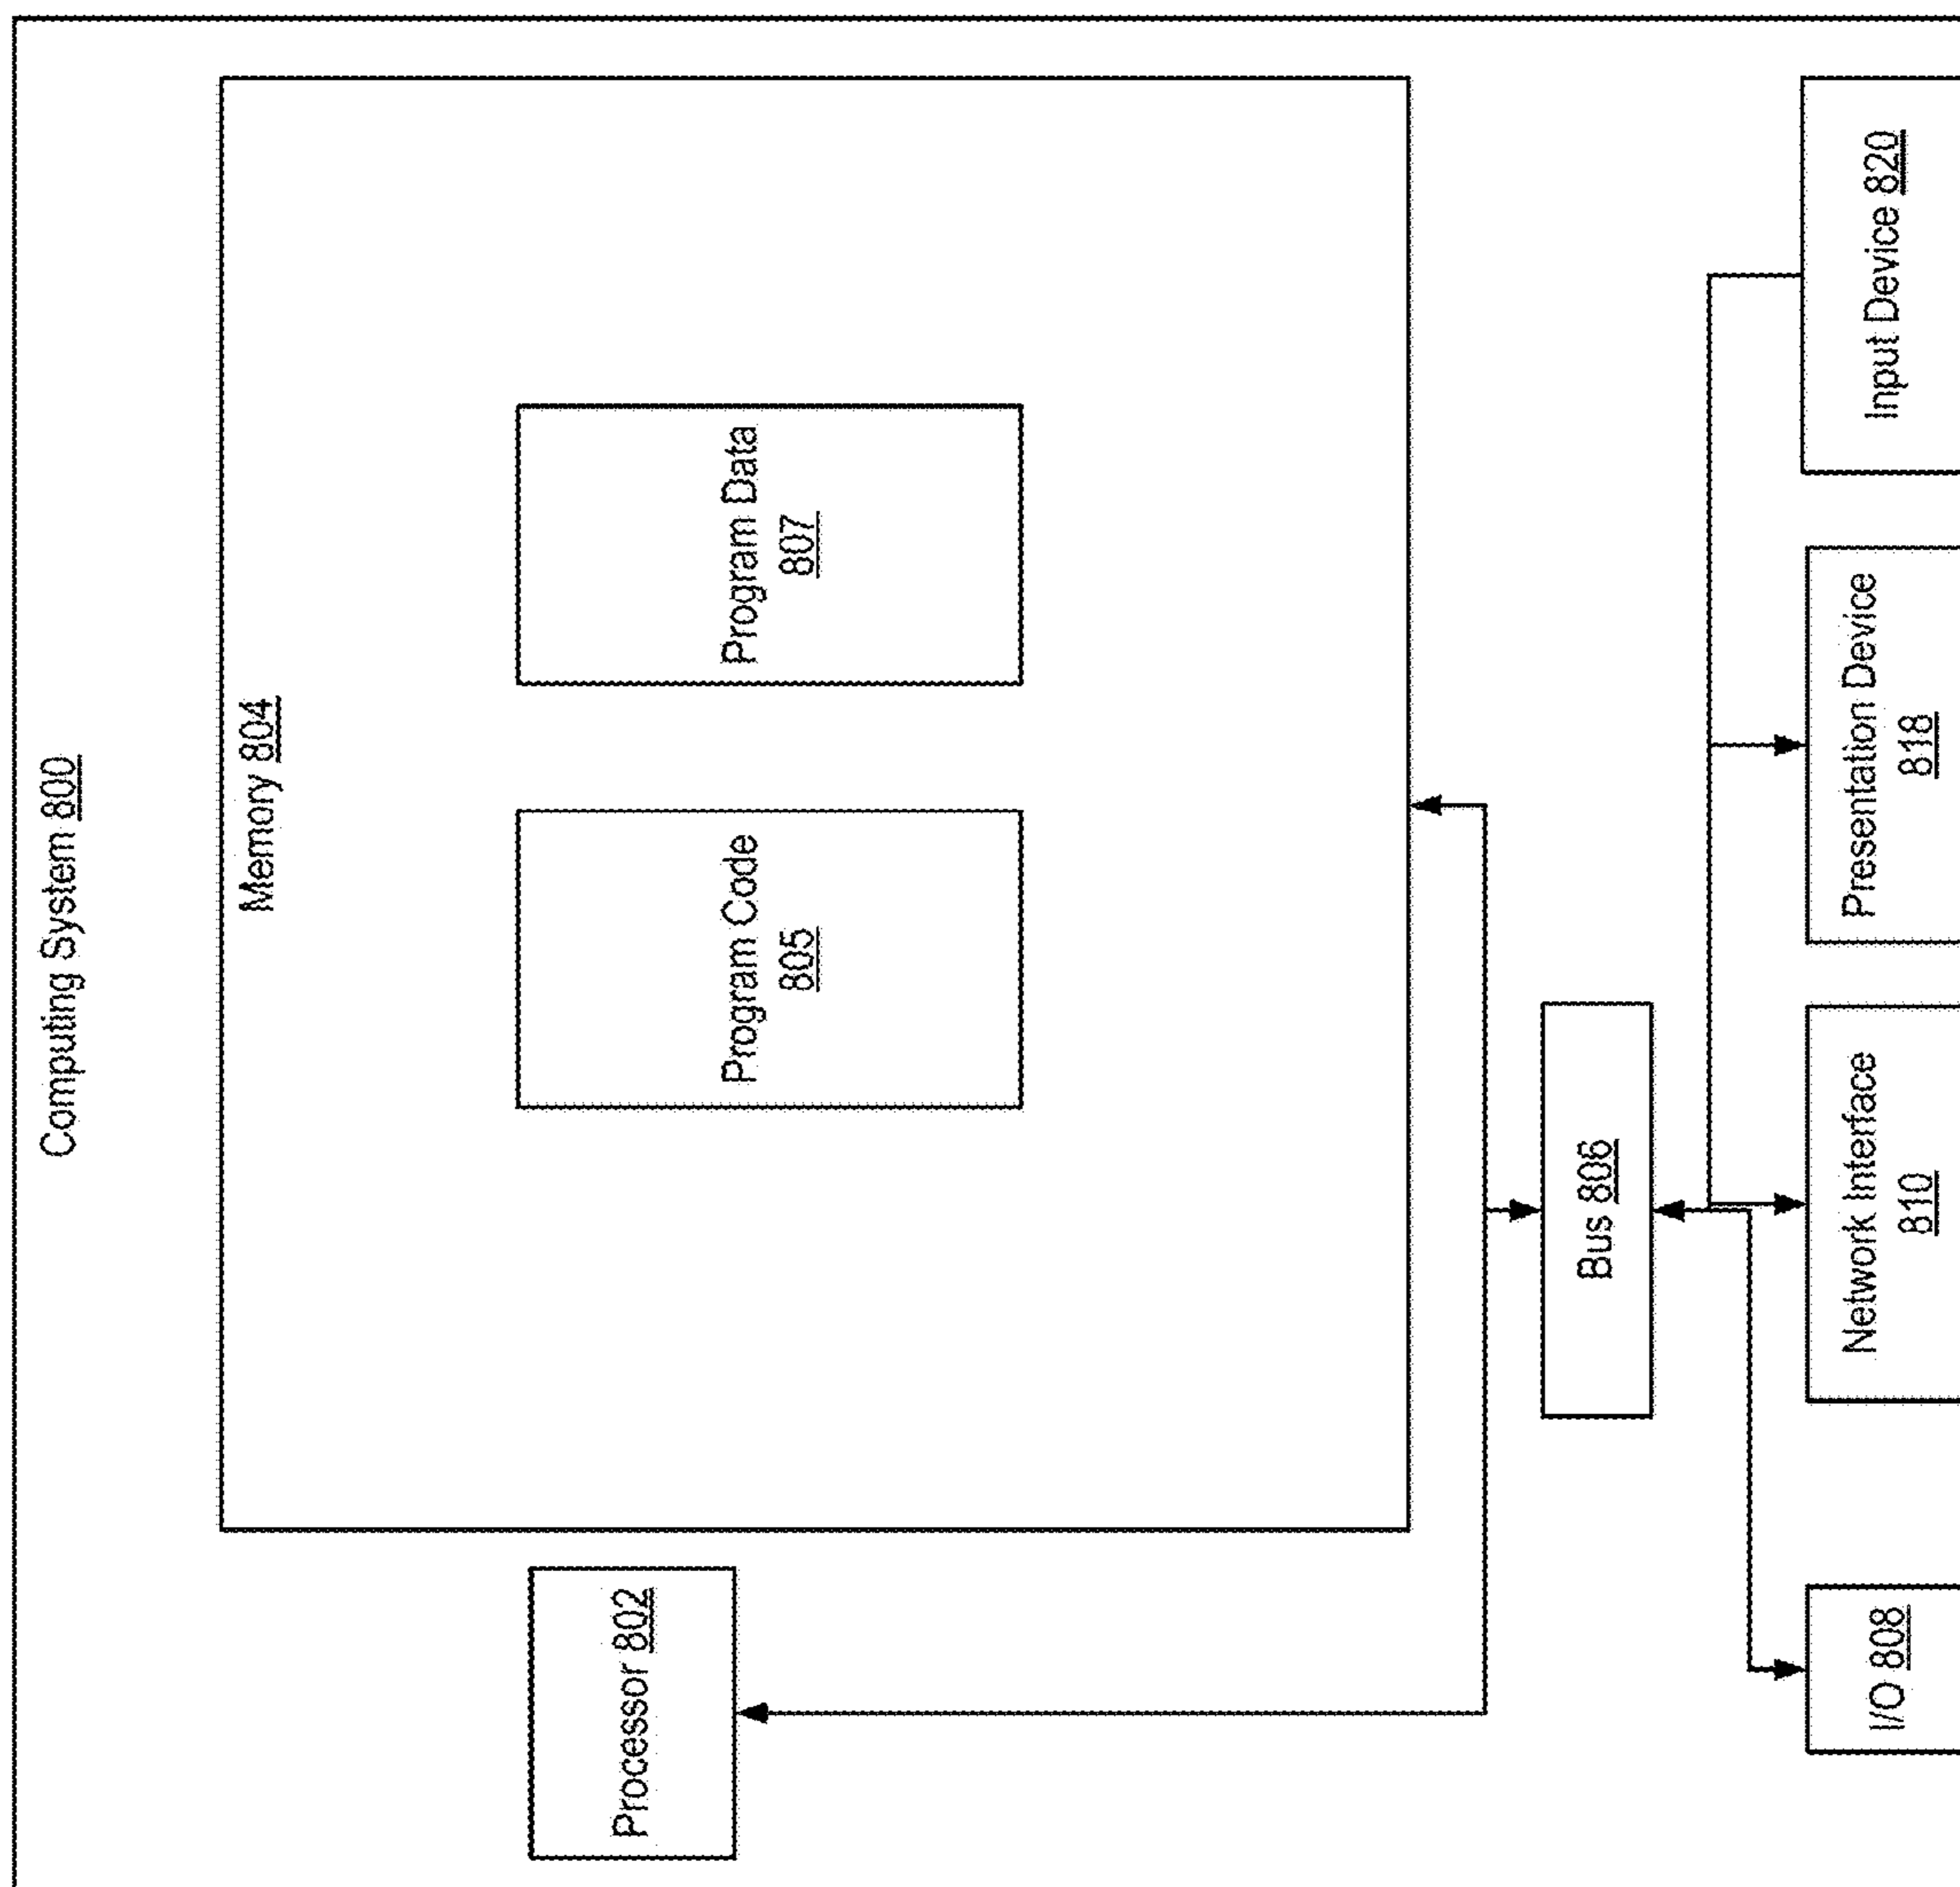 Computing System 800
Memory 804
Processor 802
Program Code
805
Program Data
807
Bus 806
I/O 808
Network Interface
810
Presentation Device
818
Input Device 820